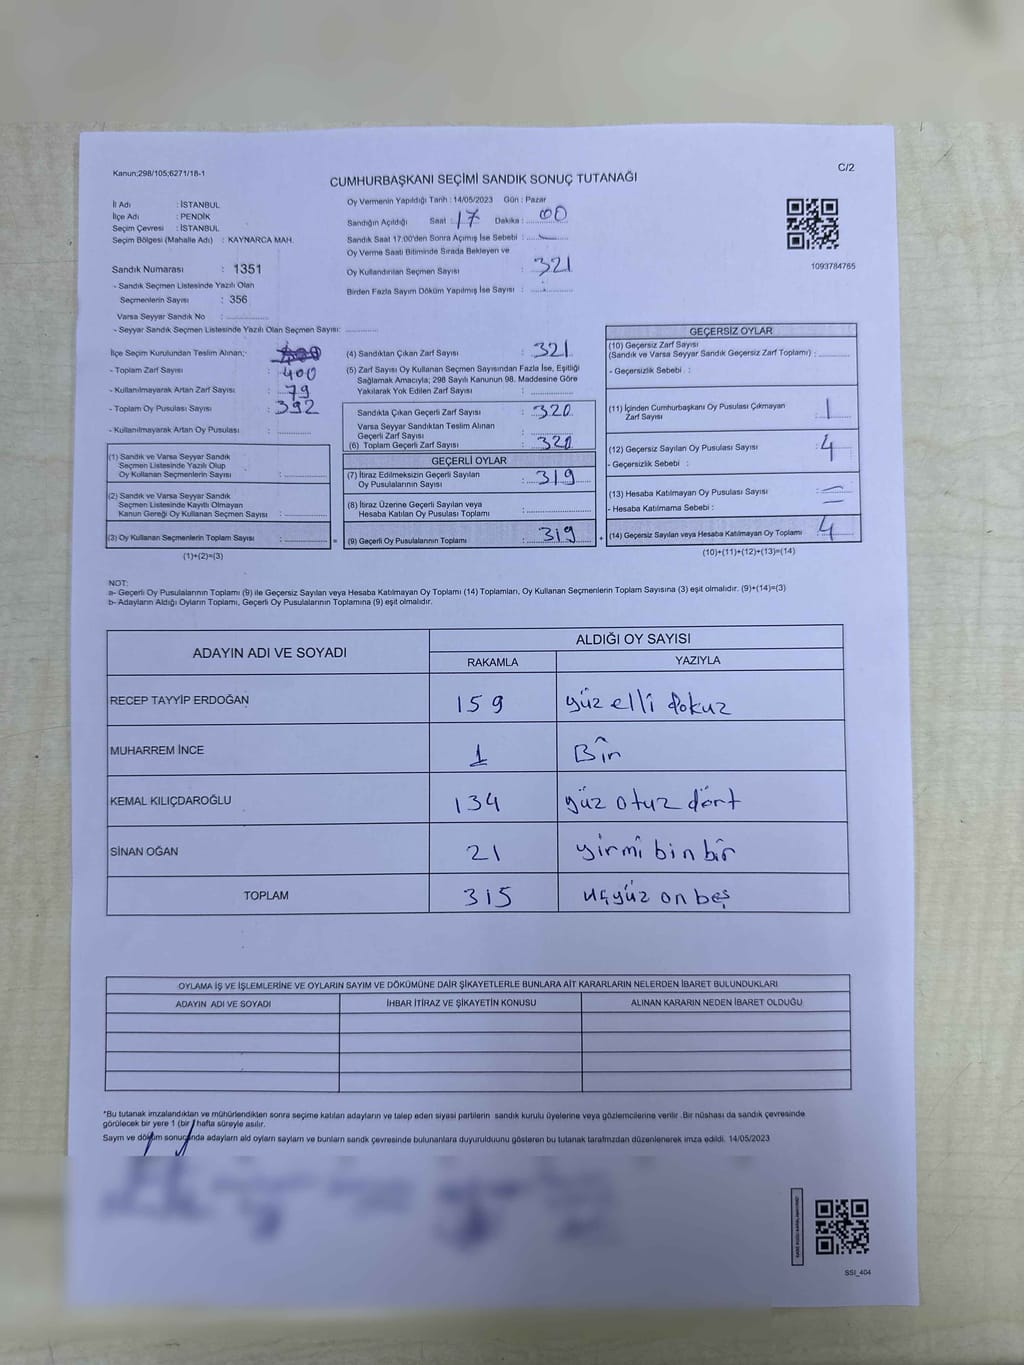 Kanun;298/105;6271/18-1
C/2
CUMHURBAŞKANI SEÇİMİ SANDIK SONUÇ TUTANAĞI
İl Adı : İSTANBUL
İlçe Adı : PENDİK
Seçim Çevresi : İSTANBUL
Seçim Bölgesi (Mahalle Adı) : KAYNARCA MAH.
Sandık Numarası : 1351
- Sandık Seçmen Listesinde Yazılı Olan
Seçmenlerin Sayısı : 356
Varsa Seyyar Sandık No :
- Seyyar Sandık Seçmen Listesinde Yazılı Olan Seçmen Sayısı:
Oy Vermenin Yapıldığı Tarih : 14/05/2023 Gün : Pazar
Sandığın Açıldığı Saat : 17 Dakika : 00
Sandık Saat 17:00'den Sonra Açımış İse Sebebi :
Oy Verme Saati Bitiminde Sırada Bekleyen ve
Oy Kullandırılan Seçmen Sayısı : 321
Birden Fazla Sayım Döküm Yapılmış İse Sayısı :
1093784765
İlçe Seçim Kurulundan Teslim Alınan;-
- Toplam Zarf Sayısı : 400
- Kullanılmayarak Artan Zarf Sayısı : 79
- Toplam Oy Pusulası Sayısı : 392
- Kullanılmayarak Artan Oy Pusulası :
(1) Sandık ve Varsa Seyyar Sandık
Seçmen Listesinde Yazılı Olup
Oy Kullanan Seçmenlerin Sayısı :
(2) Sandık ve Varsa Seyyar Sandık
Seçmen Listesinde Kayıtlı Olmayan
Kanun Gereği Oy Kullanan Seçmen Sayısı :
(3) Oy Kullanan Seçmenlerin Toplam Sayısı : =
(1)+(2)=(3)
(4) Sandıktan Çıkan Zarf Sayısı : 321
(5) Zarf Sayısı Oy Kullanan Seçmen Sayısından Fazla İse, Eşitliği
Sağlamak Amacıyla; 298 Sayılı Kanunun 98. Maddesine Göre
Yakılarak Yok Edilen Zarf Sayısı :
Sandıkta Çıkan Geçerli Zarf Sayısı : 320
Varsa Seyyar Sandıktan Teslim Alınan
Geçerli Zarf Sayısı :
(6) Toplam Geçerli Zarf Sayısı : 320
GEÇERLİ OYLAR
(7) İtiraz Edilmeksizin Geçerli Sayılan
Oy Pusulalarının Sayısı : 319
(8) İtiraz Üzerine Geçerli Sayılan veya
Hesaba Katılan Oy Pusulası Toplamı :
(9) Geçerli Oy Pusulalarının Toplamı : 319 +
GEÇERSİZ OYLAR
(10) Geçersiz Zarf Sayısı
(Sandık ve Varsa Seyyar Sandık Geçersiz Zarf Toplamı) :
- Geçersizlik Sebebi :
(11) İçinden Cumhurbaşkanı Oy Pusulası Çıkmayan
Zarf Sayısı : 1
(12) Geçersiz Sayılan Oy Pusulası Sayısı : 4
- Geçersizlik Sebebi :
(13) Hesaba Katılmayan Oy Pusulası Sayısı :
- Hesaba Katılmama Sebebi :
(14) Geçersiz Sayılan veya Hesaba Katılmayan Oy Toplamı : 4
(10)+(11)+(12)+(13)=(14)
NOT:
a- Geçerli Oy Pusulalarının Toplamı (9) ile Geçersiz Sayılan veya Hesaba Katılmayan Oy Toplamı (14) Toplamları, Oy Kullanan Seçmenlerin Toplam Sayısına (3) eşit olmalıdır. (9)+(14)=(3)
b- Adayların Aldığı Oyların Toplamı, Geçerli Oy Pusulalarının Toplamına (9) eşit olmalıdır.
ADAYIN ADI VE SOYADI
ALDIĞI OY SAYISI
RAKAMLA YAZIYLA
RECEP TAYYİP ERDOĞAN 159 yüz elli dokuz
MUHARREM İNCE 1 Bîn
KEMAL KILIÇDAROĞLU 134 yüz otuz dört
SİNAN OĞAN 21 yirmi bin bir
TOPLAM 315 uçyüz on beş
OYLAMA İŞ VE İŞLEMLERİNE VE OYLARIN SAYIM VE DÖKÜMÜNE DAİR ŞİKAYETLERLE BUNLARA AİT KARARLARIN NELERDEN İBARET BULUNDUKLARI
ADAYIN ADI VE SOYADI İHBAR İTİRAZ VE ŞİKAYETİN KONUSU ALINAN KARARIN NEDEN İBARET OLDUĞU
*Bu tutanak imzalandıktan ve mühürlendikten sonra seçime katılan adayların ve talep eden siyasi partilerin sandık kurulu üyelerine veya gözlemcilerine verilir. Bir nüshası da sandık çevresinde
görülecek bir yere 1 (bir) hafta süreyle asılır.
Sayım ve döküm sonucunda adayların aldı oyların sayıları ve bunların sandık çevresinde bulunanlara duyurulduunu gösteren bu tutanak tarafımızdan düzenlenerek imza edildi. 14/05/2023
SSI_404